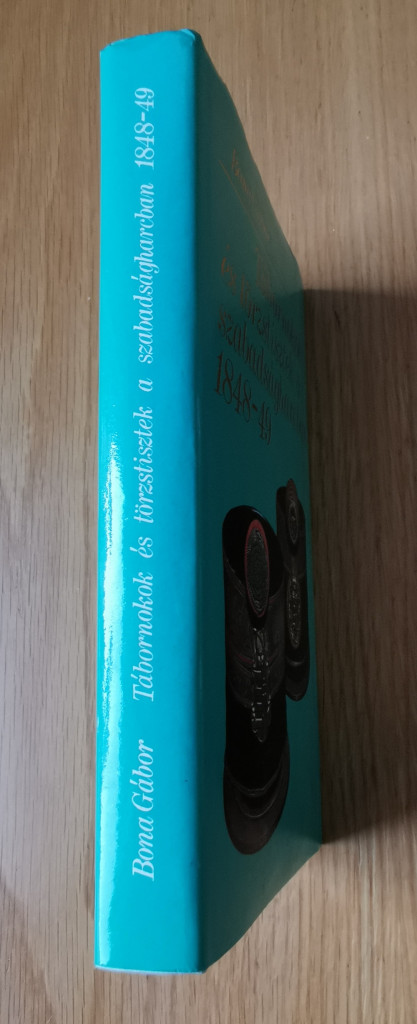 Bona Gábor Tábornokok és törzstisztek a szabadságharcban 1848-49
1848-49